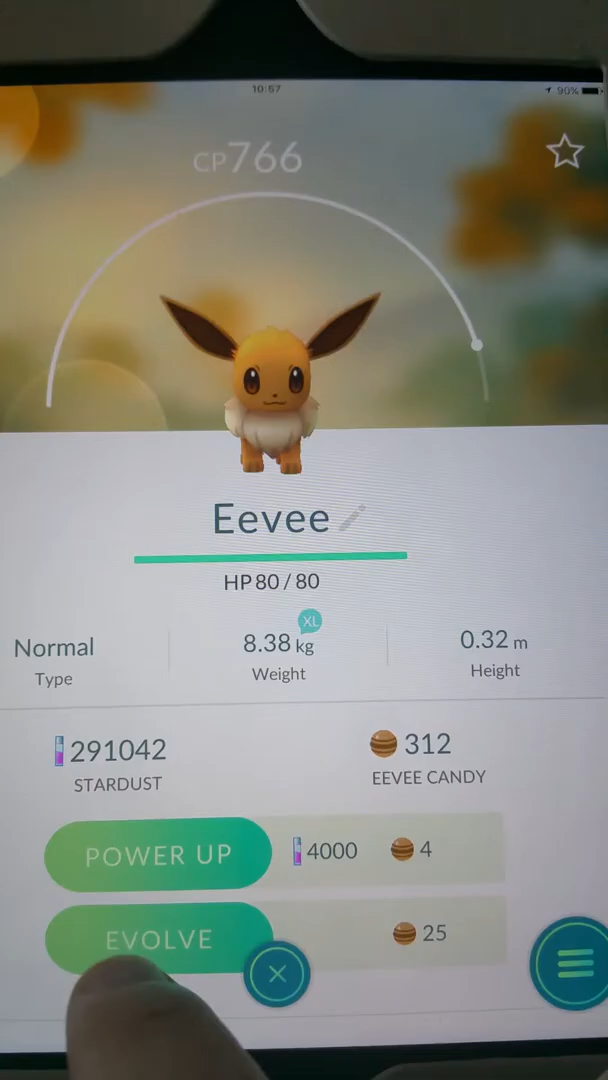 10:57
90%
CP766
Eevee
HP 80 / 80
XL
Normal
8.38 kg
0.32 m
Type
Weight
Height
291042
312
STARDUST
EEVEE CANDY
POWER UP
4000
4
EVOLVE
25